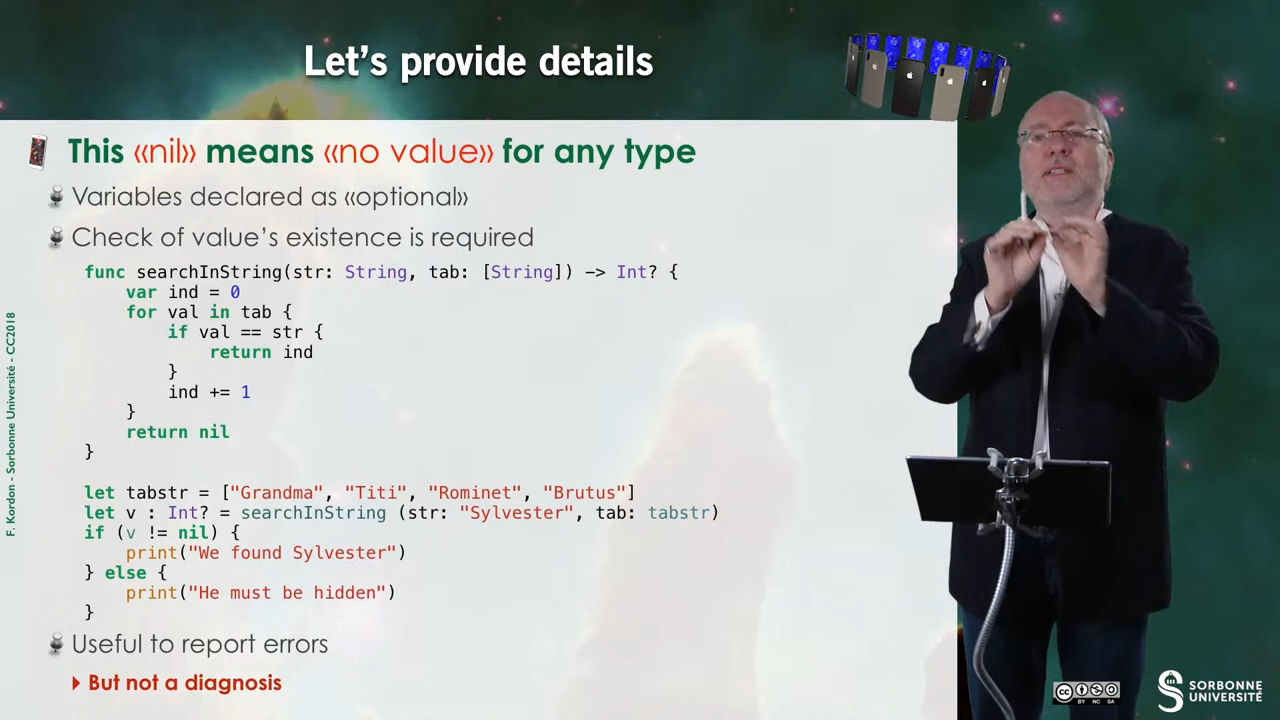 Let's provide details
This «nil» means «no value» for any type
Variables declared as «optional»
Check of value's existence is required
func searchInString(str: String, tab: [String]) -> Int? {
    var ind = 0
    for val in tab {
        if val == str {
            return ind
        }
        ind += 1
    }
    return nil
}
let tabstr = ["Grandma", "Titi", "Rominet", "Brutus"]
let v : Int? = searchInString (str: "Sylvester", tab: tabstr)
if (v != nil) {
    print("We found Sylvester")
} else {
    print("He must be hidden")
}
Useful to report errors
But not a diagnosis
F. Kordon - Sorbonne Université - CC2018
CC BY NC SA
SORBONNE
UNIVERSITÉ